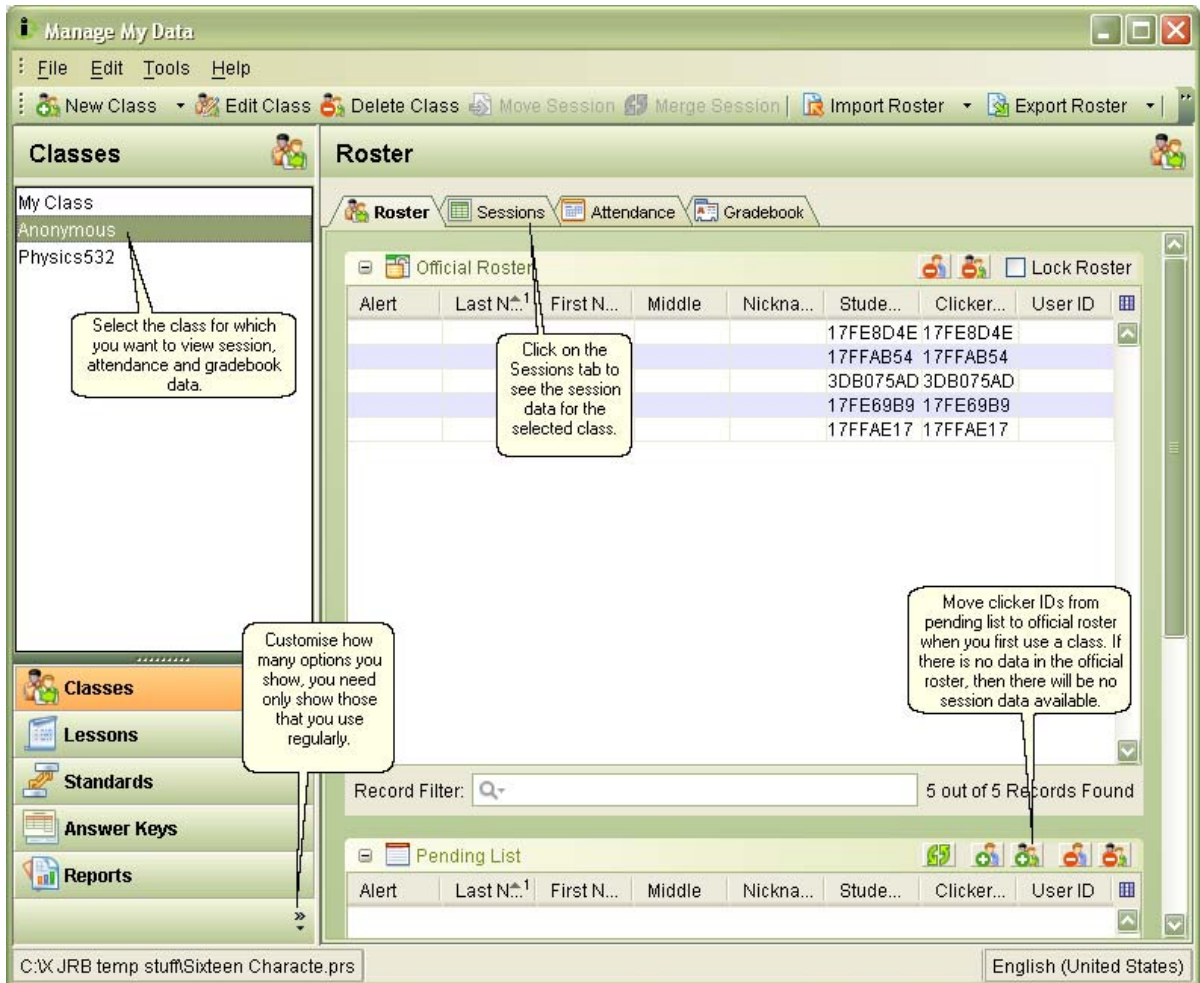 Manage My Data
File Edit Tools Help
New Class Edit Class Delete Class Move Session Merge Session Import Roster Export Roster
Classes
My Class
Anonymous
Physics532
Select the class for which
you want to view session,
attendance and gradebook
data.
Customise how
many options you
show, you need
only show those
that you use
regularly.
Classes
Lessons
Standards
Answer Keys
Reports
Roster
Roster Sessions Attendance Gradebook
Official Roster Lock Roster
Alert Last N... 1 First N... Middle Nickna... Stude... Clicker... User ID
17FE8D4E 17FE8D4E
17FFAB54 17FFAB54
3DB075AD 3DB075AD
17FE69B9 17FE69B9
17FFAE17 17FFAE17
Click on the
Sessions tab to
see the session
data for the
selected class.
Move clicker IDs from
pending list to official roster
when you first use a class. If
there is no data in the official
roster, then there will be no
session data available.
Record Filter: 5 out of 5 Records Found
Pending List
Alert Last N... 1 First N... Middle Nickna... Stude... Clicker... User ID
C:\X JRB temp stuff\Sixteen Characte.prs English (United States)